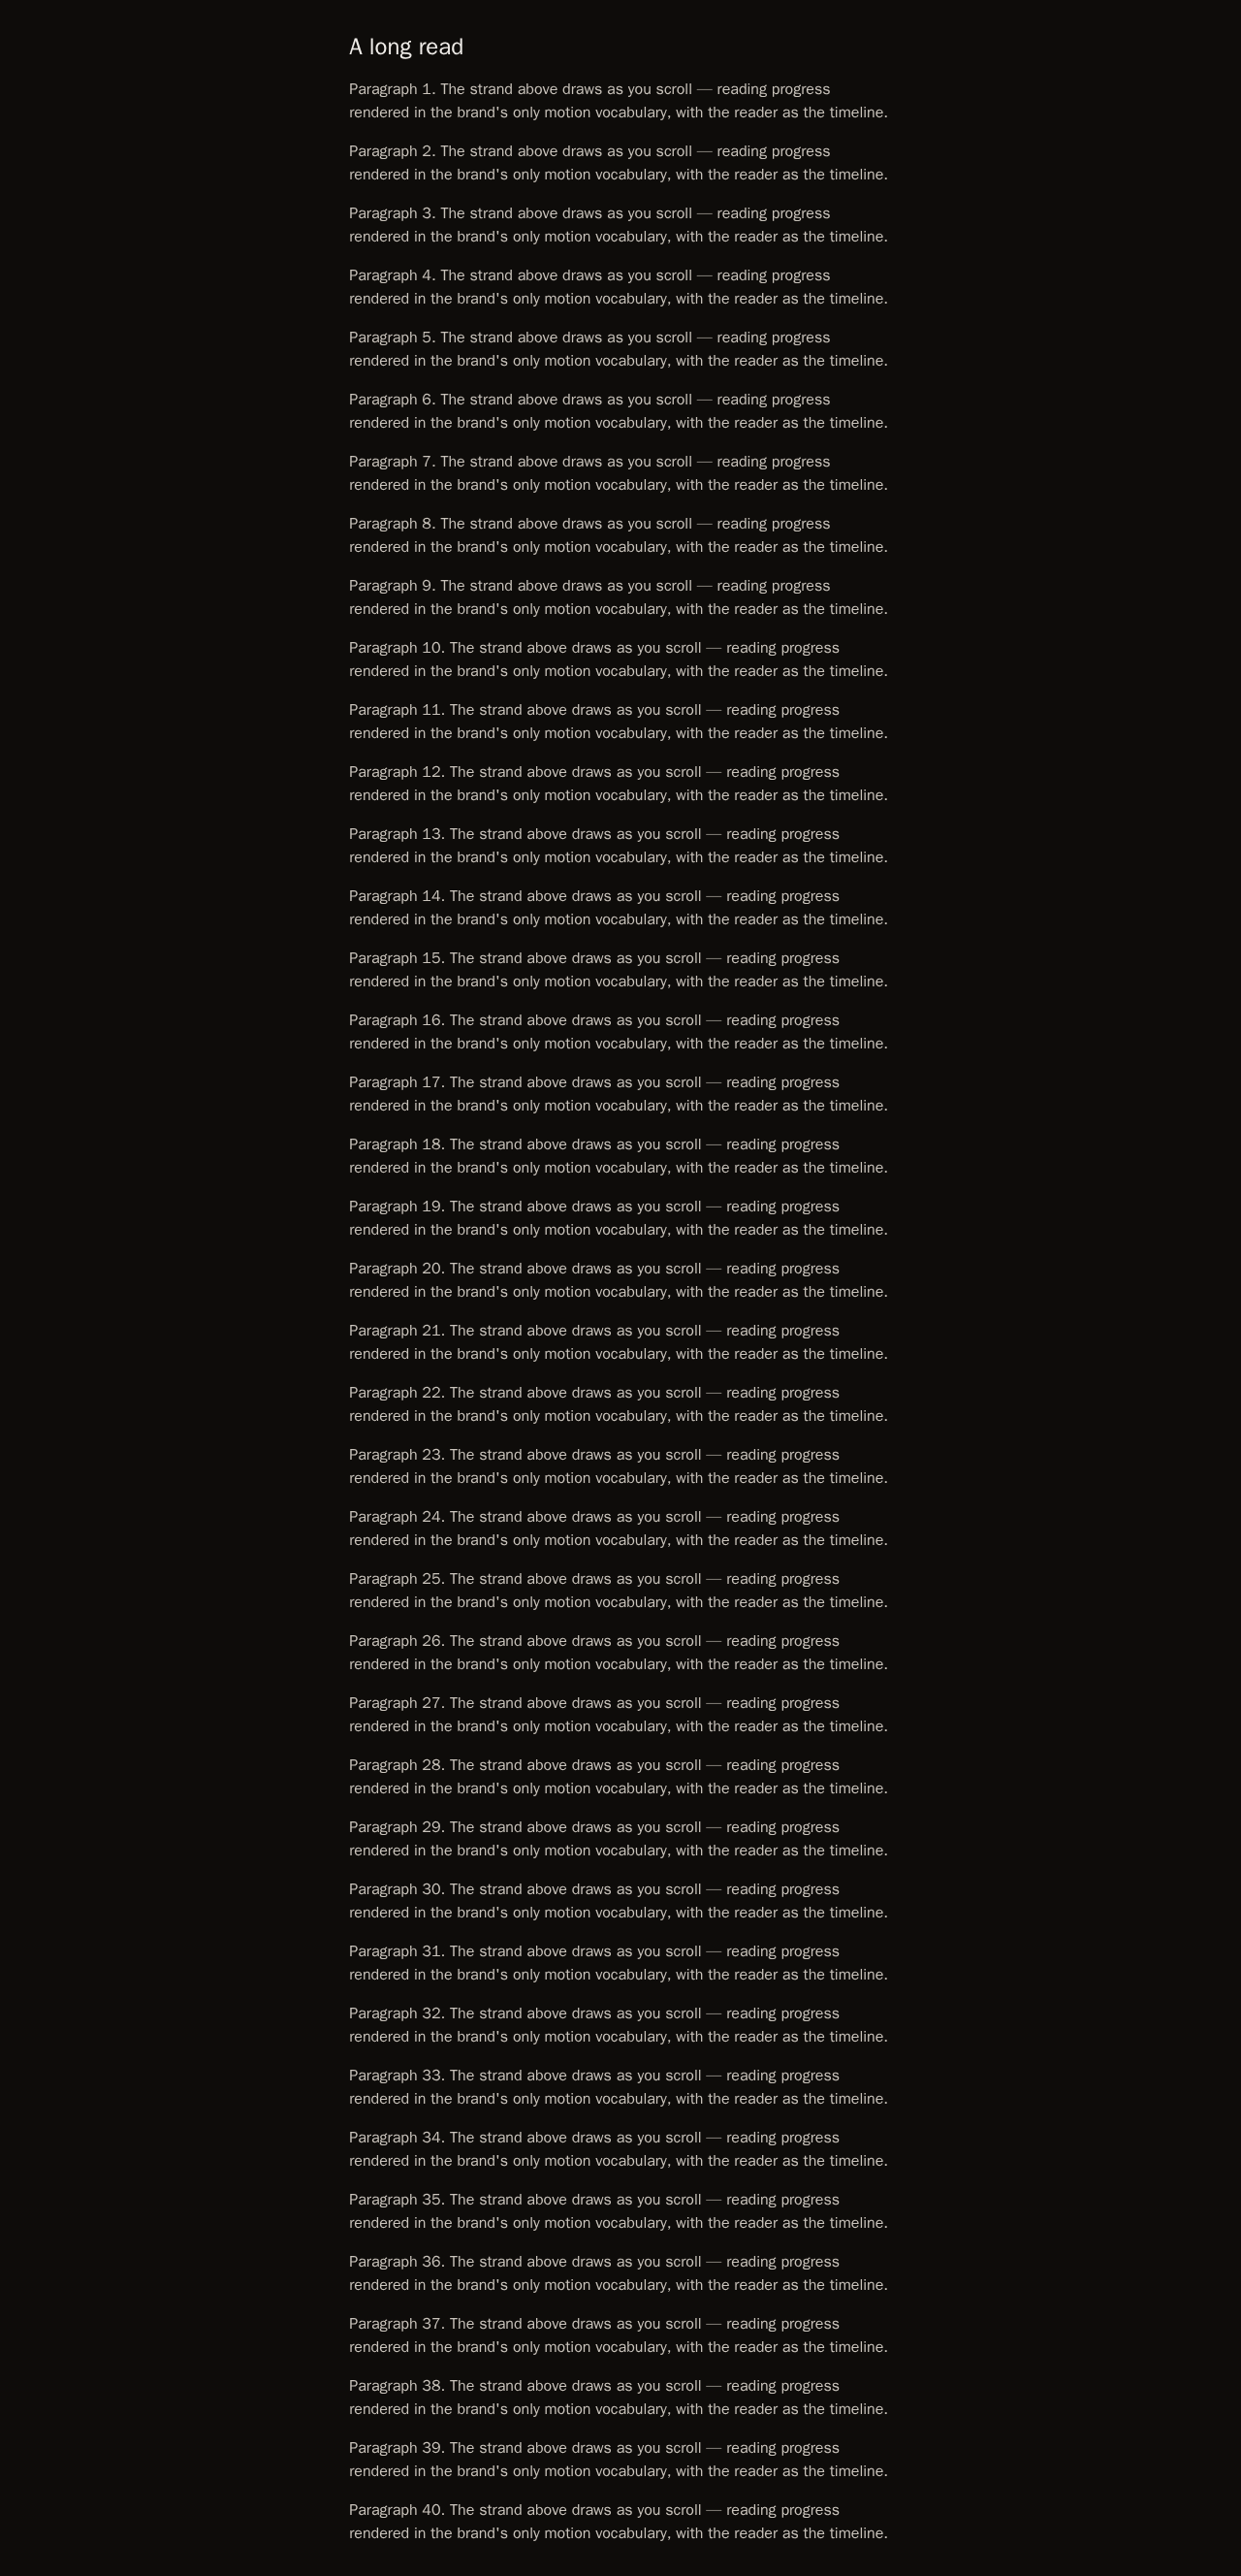 A long read
Paragraph 1. The strand above draws as you scroll — reading progress
rendered in the brand's only motion vocabulary, with the reader as the timeline.
Paragraph 2. The strand above draws as you scroll — reading progress
rendered in the brand's only motion vocabulary, with the reader as the timeline.
Paragraph 3. The strand above draws as you scroll — reading progress
rendered in the brand's only motion vocabulary, with the reader as the timeline.
Paragraph 4. The strand above draws as you scroll — reading progress
rendered in the brand's only motion vocabulary, with the reader as the timeline.
Paragraph 5. The strand above draws as you scroll — reading progress
rendered in the brand's only motion vocabulary, with the reader as the timeline.
Paragraph 6. The strand above draws as you scroll — reading progress
rendered in the brand's only motion vocabulary, with the reader as the timeline.
Paragraph 7. The strand above draws as you scroll — reading progress
rendered in the brand's only motion vocabulary, with the reader as the timeline.
Paragraph 8. The strand above draws as you scroll — reading progress
rendered in the brand's only motion vocabulary, with the reader as the timeline.
Paragraph 9. The strand above draws as you scroll — reading progress
rendered in the brand's only motion vocabulary, with the reader as the timeline.
Paragraph 10. The strand above draws as you scroll — reading progress
rendered in the brand's only motion vocabulary, with the reader as the timeline.
Paragraph 11. The strand above draws as you scroll — reading progress
rendered in the brand's only motion vocabulary, with the reader as the timeline.
Paragraph 12. The strand above draws as you scroll — reading progress
rendered in the brand's only motion vocabulary, with the reader as the timeline.
Paragraph 13. The strand above draws as you scroll — reading progress
rendered in the brand's only motion vocabulary, with the reader as the timeline.
Paragraph 14. The strand above draws as you scroll — reading progress
rendered in the brand's only motion vocabulary, with the reader as the timeline.
Paragraph 15. The strand above draws as you scroll — reading progress
rendered in the brand's only motion vocabulary, with the reader as the timeline.
Paragraph 16. The strand above draws as you scroll — reading progress
rendered in the brand's only motion vocabulary, with the reader as the timeline.
Paragraph 17. The strand above draws as you scroll — reading progress
rendered in the brand's only motion vocabulary, with the reader as the timeline.
Paragraph 18. The strand above draws as you scroll — reading progress
rendered in the brand's only motion vocabulary, with the reader as the timeline.
Paragraph 19. The strand above draws as you scroll — reading progress
rendered in the brand's only motion vocabulary, with the reader as the timeline.
Paragraph 20. The strand above draws as you scroll — reading progress
rendered in the brand's only motion vocabulary, with the reader as the timeline.
Paragraph 21. The strand above draws as you scroll — reading progress
rendered in the brand's only motion vocabulary, with the reader as the timeline.
Paragraph 22. The strand above draws as you scroll — reading progress
rendered in the brand's only motion vocabulary, with the reader as the timeline.
Paragraph 23. The strand above draws as you scroll — reading progress
rendered in the brand's only motion vocabulary, with the reader as the timeline.
Paragraph 24. The strand above draws as you scroll — reading progress
rendered in the brand's only motion vocabulary, with the reader as the timeline.
Paragraph 25. The strand above draws as you scroll — reading progress
rendered in the brand's only motion vocabulary, with the reader as the timeline.
Paragraph 26. The strand above draws as you scroll — reading progress
rendered in the brand's only motion vocabulary, with the reader as the timeline.
Paragraph 27. The strand above draws as you scroll — reading progress
rendered in the brand's only motion vocabulary, with the reader as the timeline.
Paragraph 28. The strand above draws as you scroll — reading progress
rendered in the brand's only motion vocabulary, with the reader as the timeline.
Paragraph 29. The strand above draws as you scroll — reading progress
rendered in the brand's only motion vocabulary, with the reader as the timeline.
Paragraph 30. The strand above draws as you scroll — reading progress
rendered in the brand's only motion vocabulary, with the reader as the timeline.
Paragraph 31. The strand above draws as you scroll — reading progress
rendered in the brand's only motion vocabulary, with the reader as the timeline.
Paragraph 32. The strand above draws as you scroll — reading progress
rendered in the brand's only motion vocabulary, with the reader as the timeline.
Paragraph 33. The strand above draws as you scroll — reading progress
rendered in the brand's only motion vocabulary, with the reader as the timeline.
Paragraph 34. The strand above draws as you scroll — reading progress
rendered in the brand's only motion vocabulary, with the reader as the timeline.
Paragraph 35. The strand above draws as you scroll — reading progress
rendered in the brand's only motion vocabulary, with the reader as the timeline.
Paragraph 36. The strand above draws as you scroll — reading progress
rendered in the brand's only motion vocabulary, with the reader as the timeline.
Paragraph 37. The strand above draws as you scroll — reading progress
rendered in the brand's only motion vocabulary, with the reader as the timeline.
Paragraph 38. The strand above draws as you scroll — reading progress
rendered in the brand's only motion vocabulary, with the reader as the timeline.
Paragraph 39. The strand above draws as you scroll — reading progress
rendered in the brand's only motion vocabulary, with the reader as the timeline.
Paragraph 40. The strand above draws as you scroll — reading progress
rendered in the brand's only motion vocabulary, with the reader as the timeline.